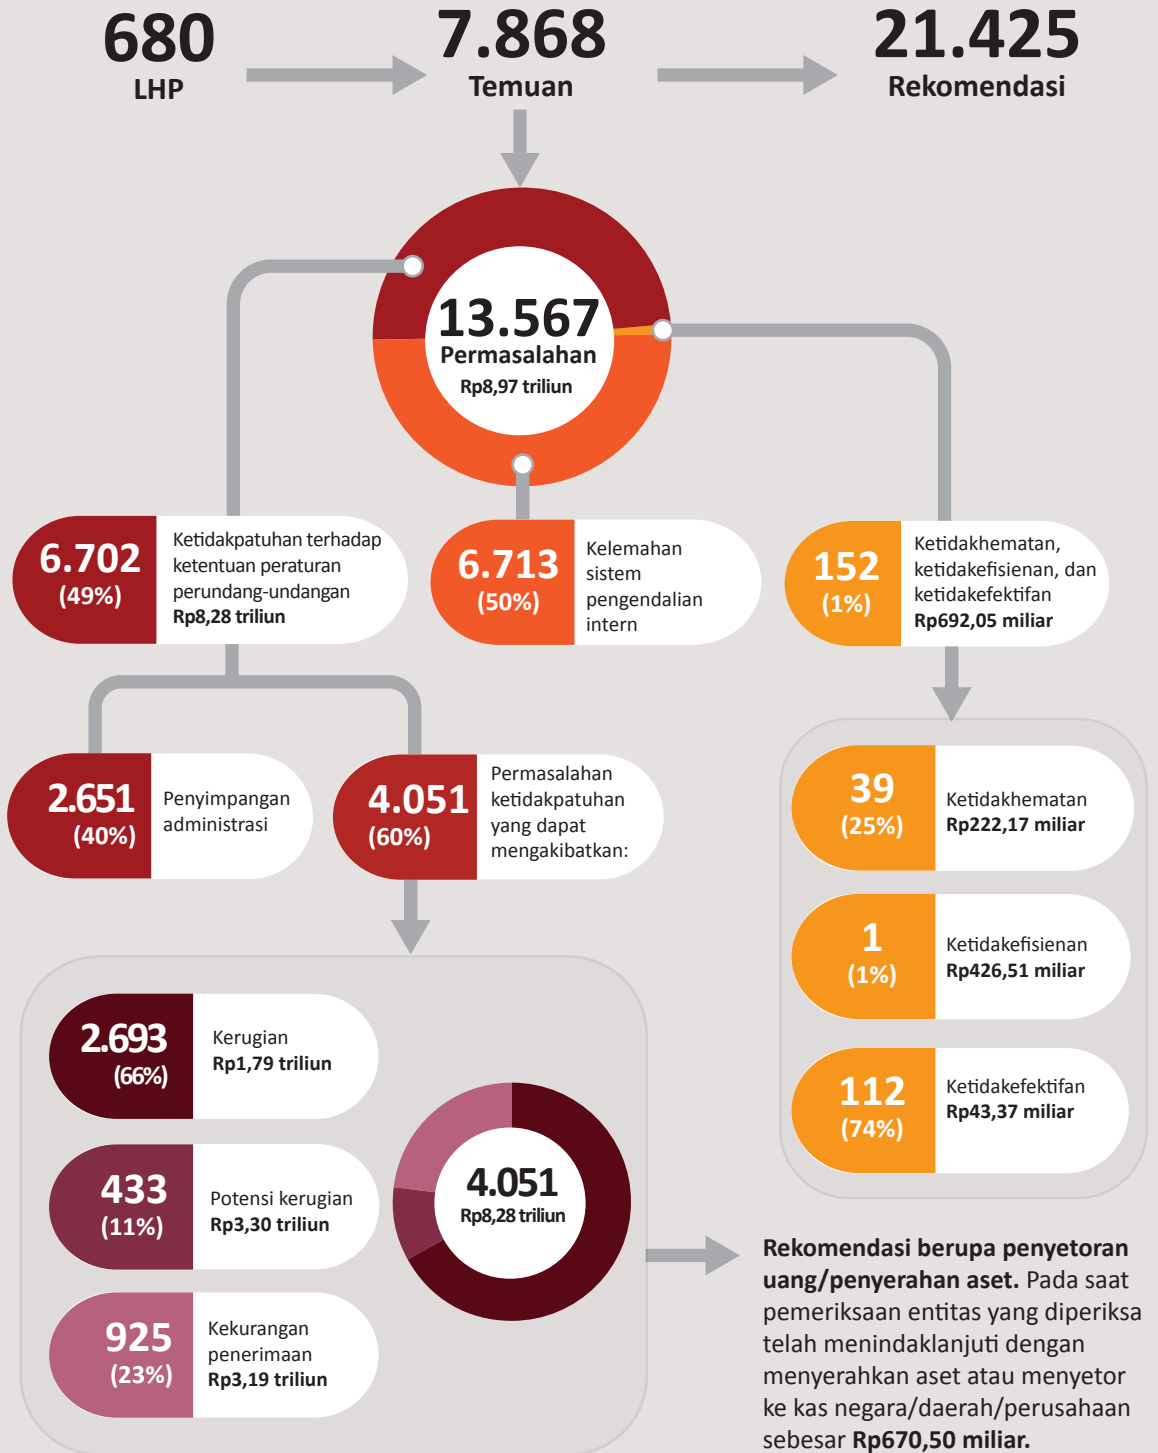 680
LHP
7.868
Temuan
21.425
Rekomendasi
13.567
Permasalahan
Rp8,97 triliun
6.702
(49%)
Ketidakpatuhan terhadap
ketentuan peraturan
perundang-undangan
Rp8,28 triliun
6.713
(50%)
Kelemahan
sistem
pengendalian
intern
152
(1%)
Ketidakhematan,
ketidakefisienan, dan
ketidakefektifan
Rp692,05 miliar
2.651
(40%)
Penyimpangan
administrasi
4.051
(60%)
Permasalahan
ketidakpatuhan
yang dapat
mengakibatkan:
39
(25%)
Ketidakhematan
Rp222,17 miliar
1
(1%)
Ketidakefisienan
Rp426,51 miliar
112
(74%)
Ketidakefektifan
Rp43,37 miliar
2.693
(66%)
Kerugian
Rp1,79 triliun
433
(11%)
Potensi kerugian
Rp3,30 triliun
925
(23%)
Kekurangan
penerimaan
Rp3,19 triliun
4.051
Rp8,28 triliun
Rekomendasi berupa penyetoran
uang/penyerahan aset. Pada saat
pemeriksaan entitas yang diperiksa
telah menindaklanjuti dengan
menyerahkan aset atau menyetor
ke kas negara/daerah/perusahaan
sebesar Rp670,50 miliar.